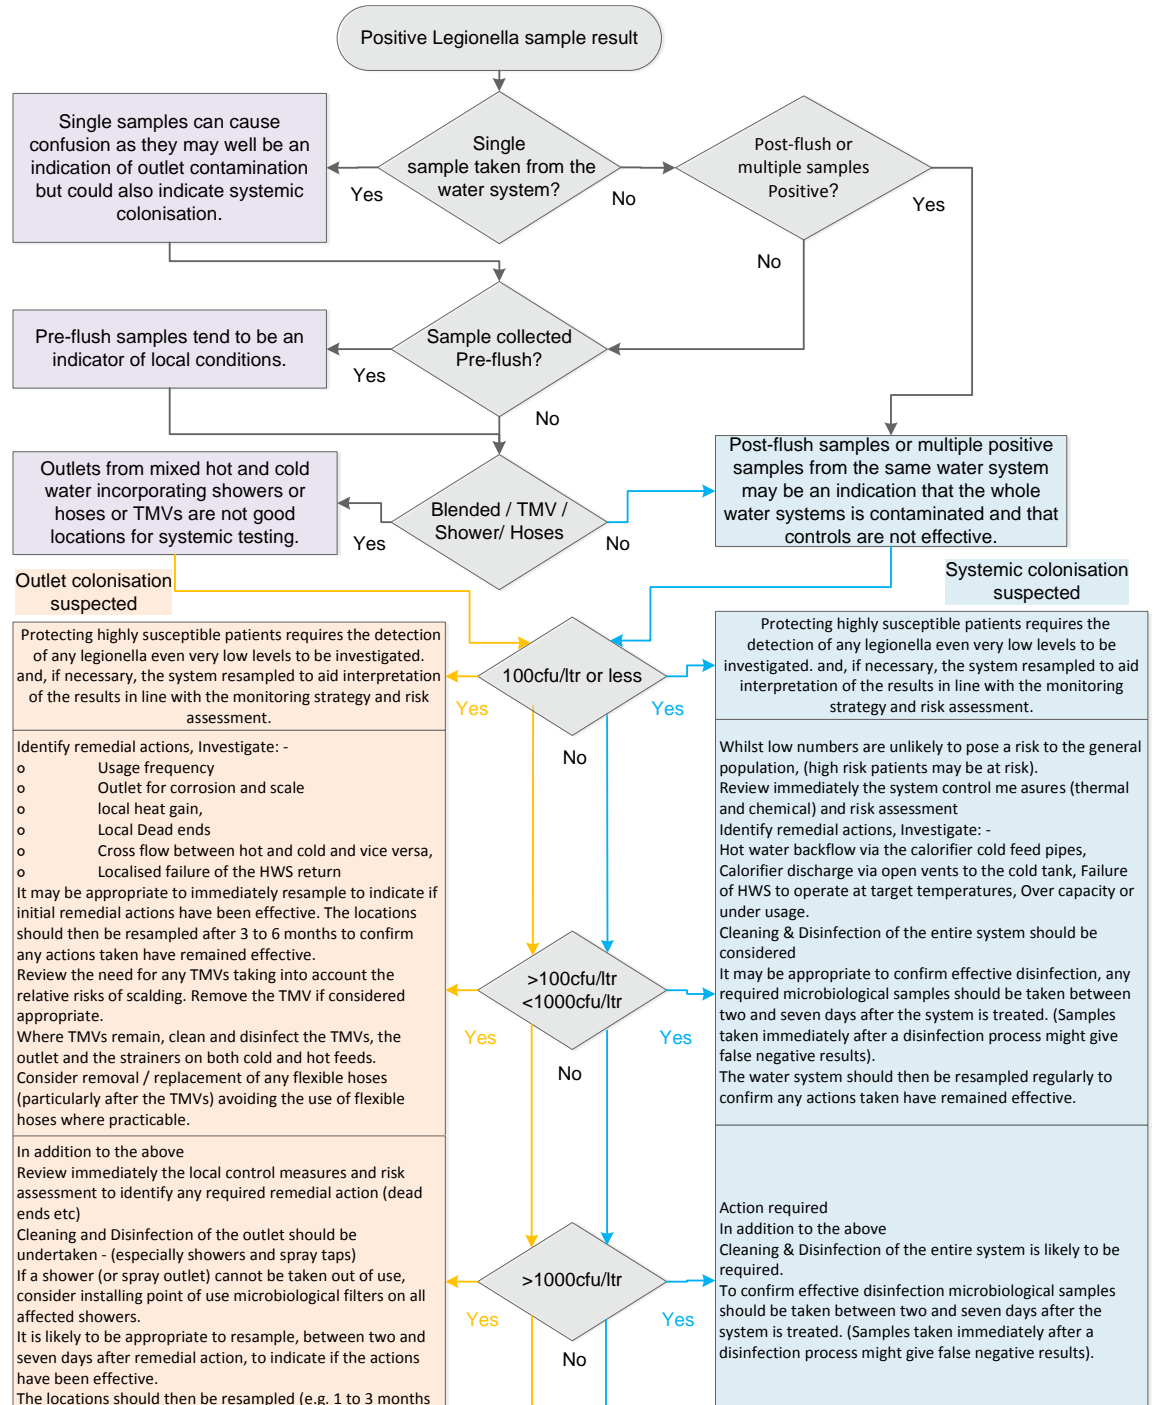 Positive Legionella sample result
Single samples can cause
confusion as they may well be an
indication of outlet contamination
but could also indicate systemic
colonisation.
Single
sample taken from the
water system?
Post-flush or
multiple samples
Positive?
Yes
No
Yes
No
Pre-flush samples tend to be an
indicator of local conditions.
Sample collected
Pre-flush?
Yes
No
Outlets from mixed hot and cold
water incorporating showers or
hoses or TMVs are not good
locations for systemic testing.
Blended / TMV /
Shower/ Hoses
Yes
No
Post-flush samples or multiple positive
samples from the same water system
may be an indication that the whole
water systems is contaminated and that
controls are not effective.
Outlet colonisation
suspected
Systemic colonisation
suspected
Protecting highly susceptible patients requires the detection
of any legionella even very low levels to be investigated.
and, if necessary, the system resampled to aid interpretation
of the results in line with the monitoring strategy and risk
assessment.
100cfu/ltr or less
Yes
Yes
No
Protecting highly susceptible patients requires the
detection of any legionella even very low levels to be
investigated. and, if necessary, the system resampled to aid
interpretation of the results in line with the monitoring
strategy and risk assessment.
Identify remedial actions, Investigate: -
o Usage frequency
o Outlet for corrosion and scale
o local heat gain,
o Local Dead ends
o Cross flow between hot and cold and vice versa,
o Localised failure of the HWS return
It may be appropriate to immediately resample to indicate if
initial remedial actions have been effective. The locations
should then be resampled after 3 to 6 months to confirm
any actions taken have remained effective.
Review the need for any TMVs taking into account the
relative risks of scalding. Remove the TMV if considered
appropriate.
Where TMVs remain, clean and disinfect the TMVs, the
outlet and the strainers on both cold and hot feeds.
Consider removal / replacement of any flexible hoses
(particularly after the TMVs) avoiding the use of flexible
hoses where practicable.
>100cfu/ltr
<1000cfu/ltr
Yes
Yes
No
Whilst low numbers are unlikely to pose a risk to the general
population, (high risk patients may be at risk).
Review immediately the system control me asures (thermal
and chemical) and risk assessment
Identify remedial actions, Investigate: -
Hot water backflow via the calorifier cold feed pipes,
Calorifier discharge via open vents to the cold tank, Failure
of HWS to operate at target temperatures, Over capacity or
under usage.
Cleaning & Disinfection of the entire system should be
considered
It may be appropriate to confirm effective disinfection, any
required microbiological samples should be taken between
two and seven days after the system is treated. (Samples
taken immediately after a disinfection process might give
false negative results).
The water system should then be resampled regularly to
confirm any actions taken have remained effective.
In addition to the above
Review immediately the local control measures and risk
assessment to identify any required remedial action (dead
ends etc)
Cleaning and Disinfection of the outlet should be
undertaken - (especially showers and spray taps)
If a shower (or spray outlet) cannot be taken out of use,
consider installing point of use microbiological filters on all
affected showers.
It is likely to be appropriate to resample, between two and
seven days after remedial action, to indicate if the actions
have been effective.
The locations should then be resampled (e.g. 1 to 3 months
>1000cfu/ltr
Yes
Yes
No
Action required
In addition to the above
Cleaning & Disinfection of the entire system is likely to be
required.
To confirm effective disinfection microbiological samples
should be taken between two and seven days after the
system is treated. (Samples taken immediately after a
disinfection process might give false negative results).